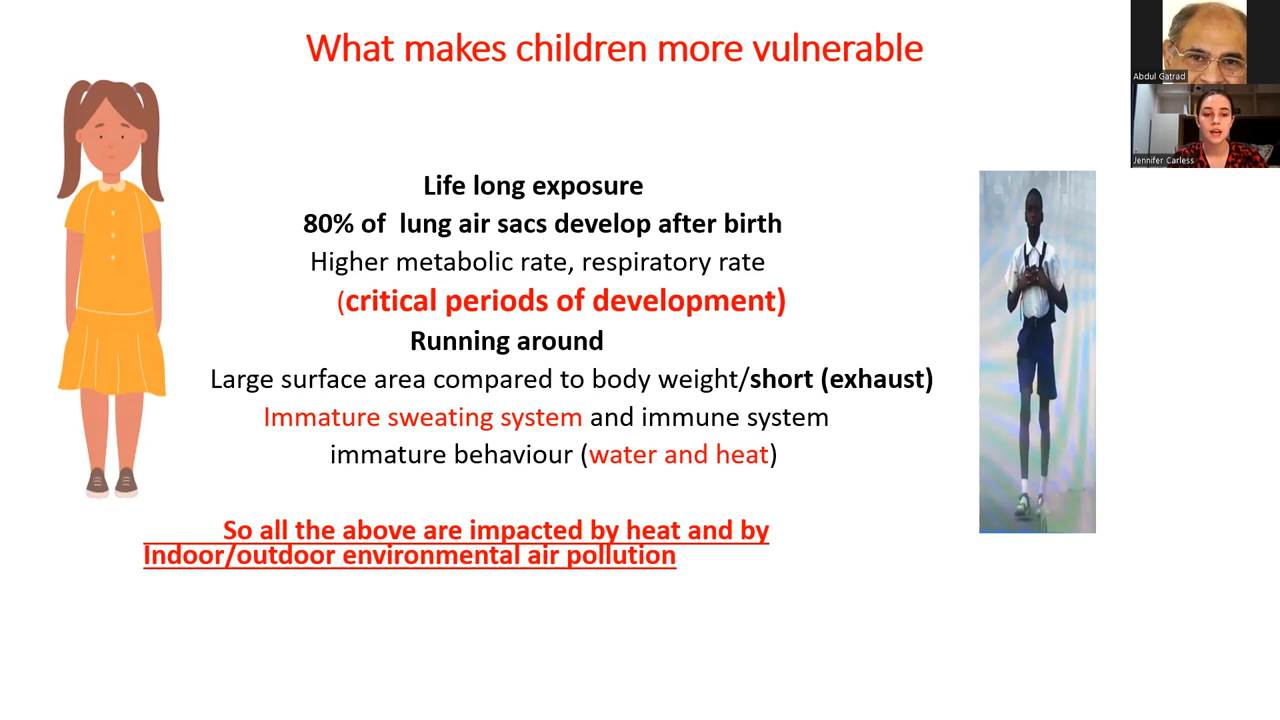 What makes children more vulnerable
Abdul Gatrad
Jennifer Carless
Life long exposure
80% of lung air sacs develop after birth
Higher metabolic rate, respiratory rate
(critical periods of development)
Running around
Large surface area compared to body weight/short (exhaust)
Immature sweating system and immune system
immature behaviour (water and heat)
So all the above are impacted by heat and by
Indoor/outdoor environmental air pollution